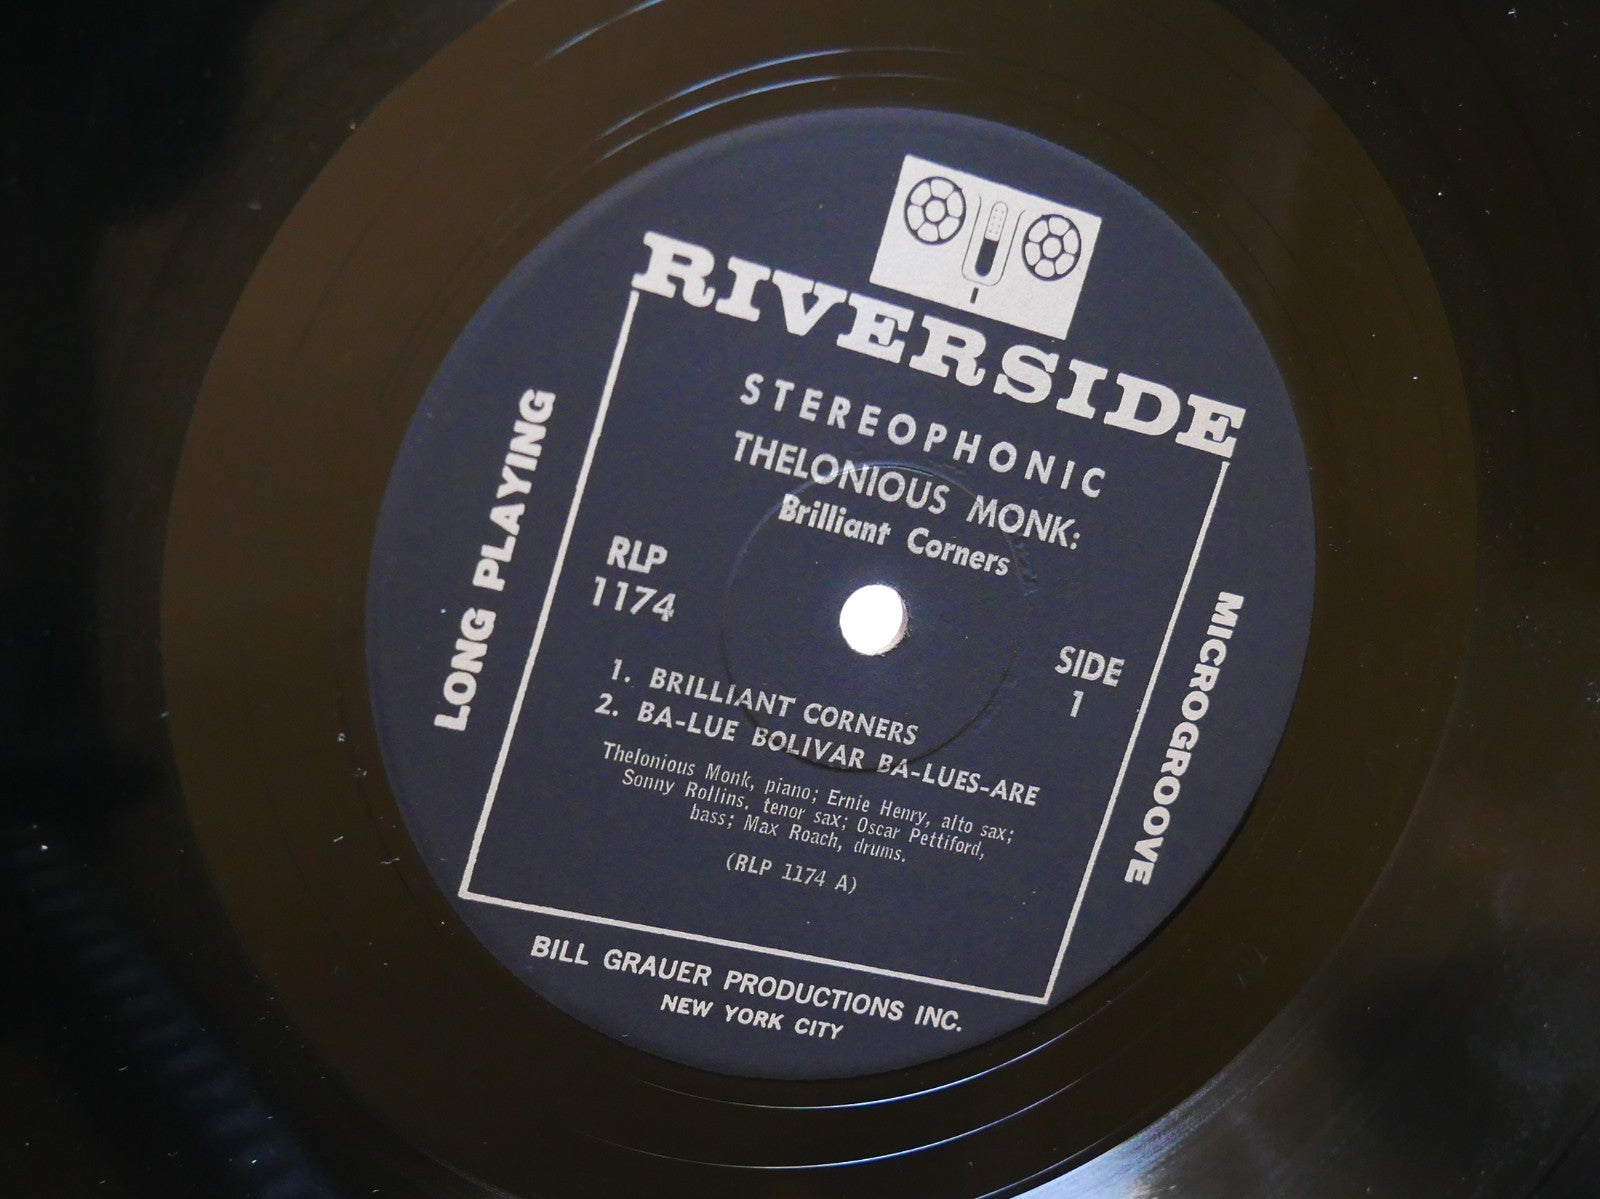 RIVERSIDE
STEREOPHONIC
THELONIOUS MONK:
Brilliant Corners
RLP
1174
SIDE
1
1. BRILLIANT CORNERS
2. BA-LUE BOLIVAR BA-LUES-ARE
Thelonious Monk, piano; Ernie Henry, alto sax;
Sonny Rollins, tenor sax; Oscar Pettiford,
bass; Max Roach, drums.
(RLP 1174 A)
LONG PLAYING
MICROGROOVE
BILL GRAUER PRODUCTIONS INC.
NEW YORK CITY